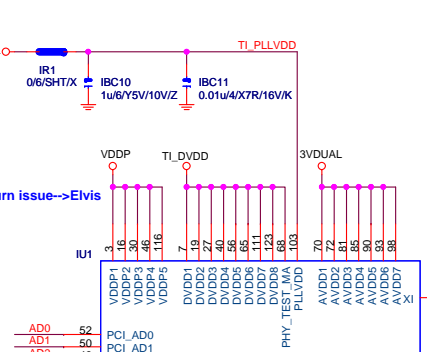 TI_PLLVDD
IR1
0/6/SHT/X
IBC10
1u/6/Y5V/10V/Z
IBC11
0.01u/4/X7R/16V/K
VDDP
TI_DVDD
3VDUAL
rn issue-->Elvis
IU1
3
16
30
46
116
7
19
27
40
56
65
111
123
68
103
70
72
81
85
90
93
98
VDDP1
VDDP2
VDDP3
VDDP4
VDDP5
DVDD1
DVDD2
DVDD3
DVDD4
DVDD5
DVDD6
DVDD7
DVDD8
PHY_TEST_MA
PLLVDD
AVDD1
AVDD2
AVDD3
AVDD4
AVDD5
AVDD6
AVDD7
XI
AD0
52
PCI_AD0
AD1
50
PCI_AD1